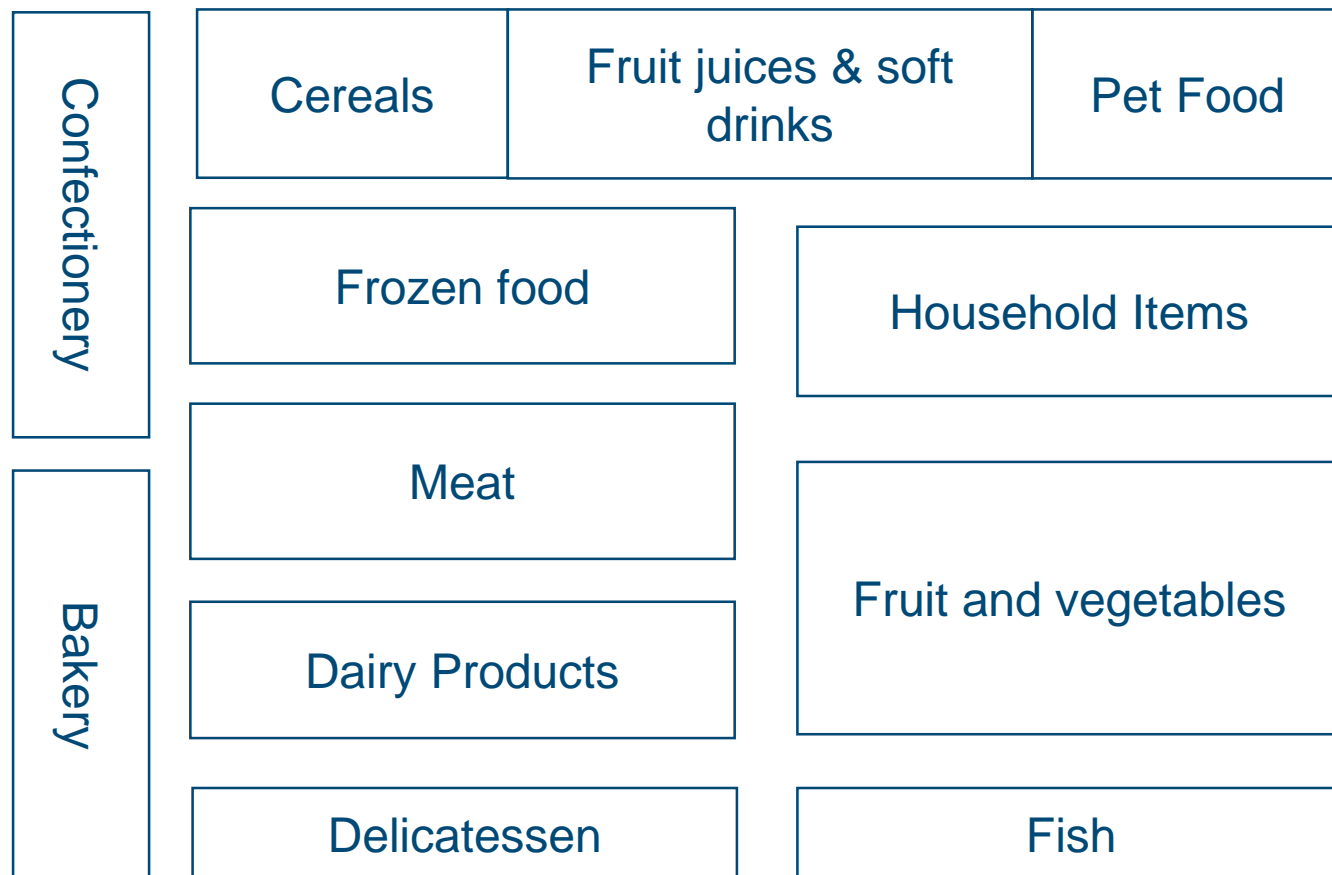 Confectionery
Cereals
Fruit juices & soft
drinks
Pet Food
Frozen food
Household Items
Meat
Fruit and vegetables
Bakery
Dairy Products
Delicatessen
Fish